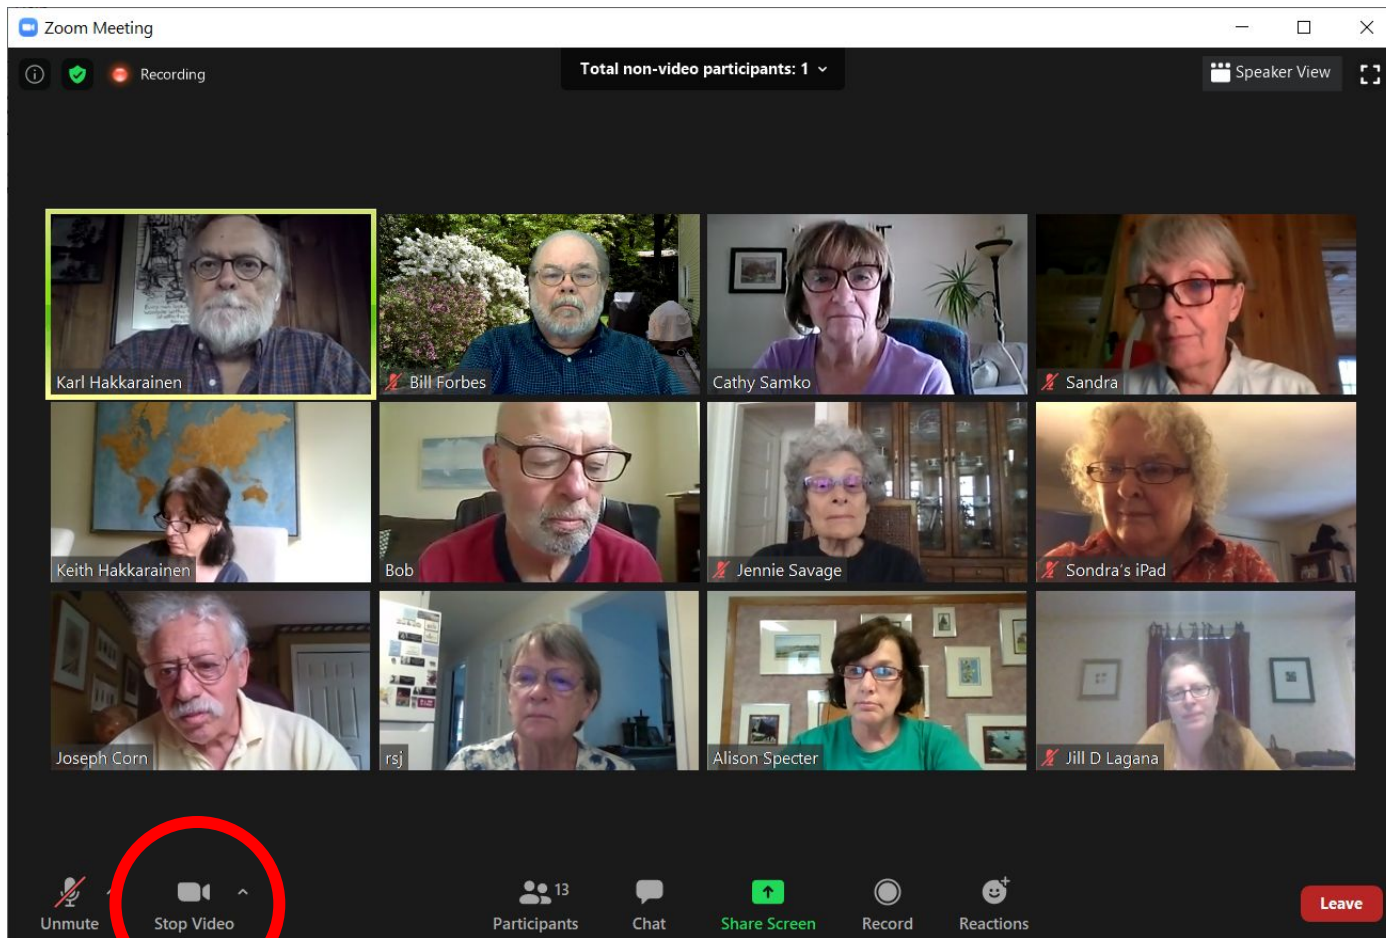 Zoom Meeting
Recording
Total non-video participants: 1
Speaker View
Karl Hakkarainen
Bill Forbes
Cathy Samko
Sandra
Keith Hakkarainen
Bob
Jennie Savage
Sondra's iPad
Joseph Corn
rsj
Alison Specter
Jill D Lagana
13
Unmute
Stop Video
Participants
Chat
Share Screen
Record
Reactions
Leave